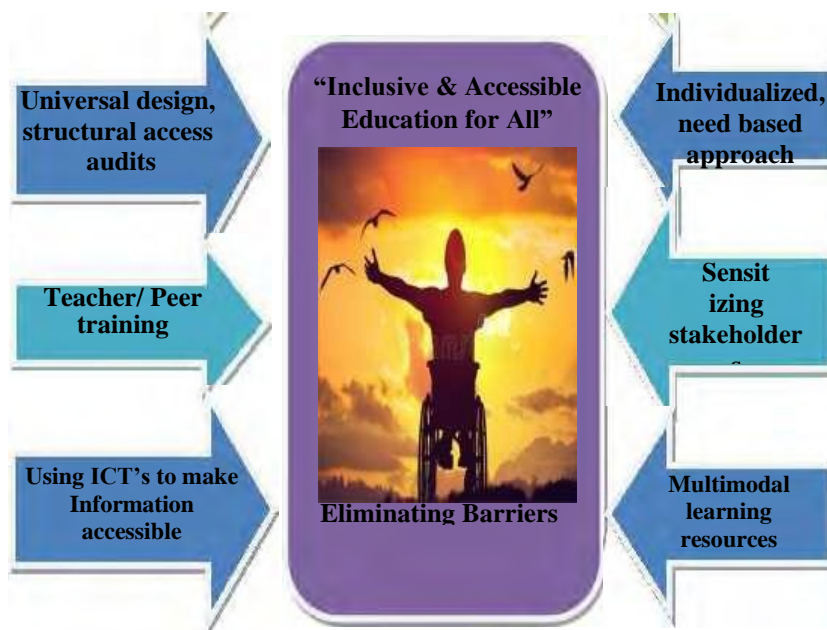 Universal design,
structural access
audits
Teacher/ Peer
training
Using ICT's to make
Information
accessible
“Inclusive & Accessible
Education for All”
Eliminating Barriers
Individualized,
need based
approach
Sensit
izing
stakeholder
s
Multimodal
learning
resources